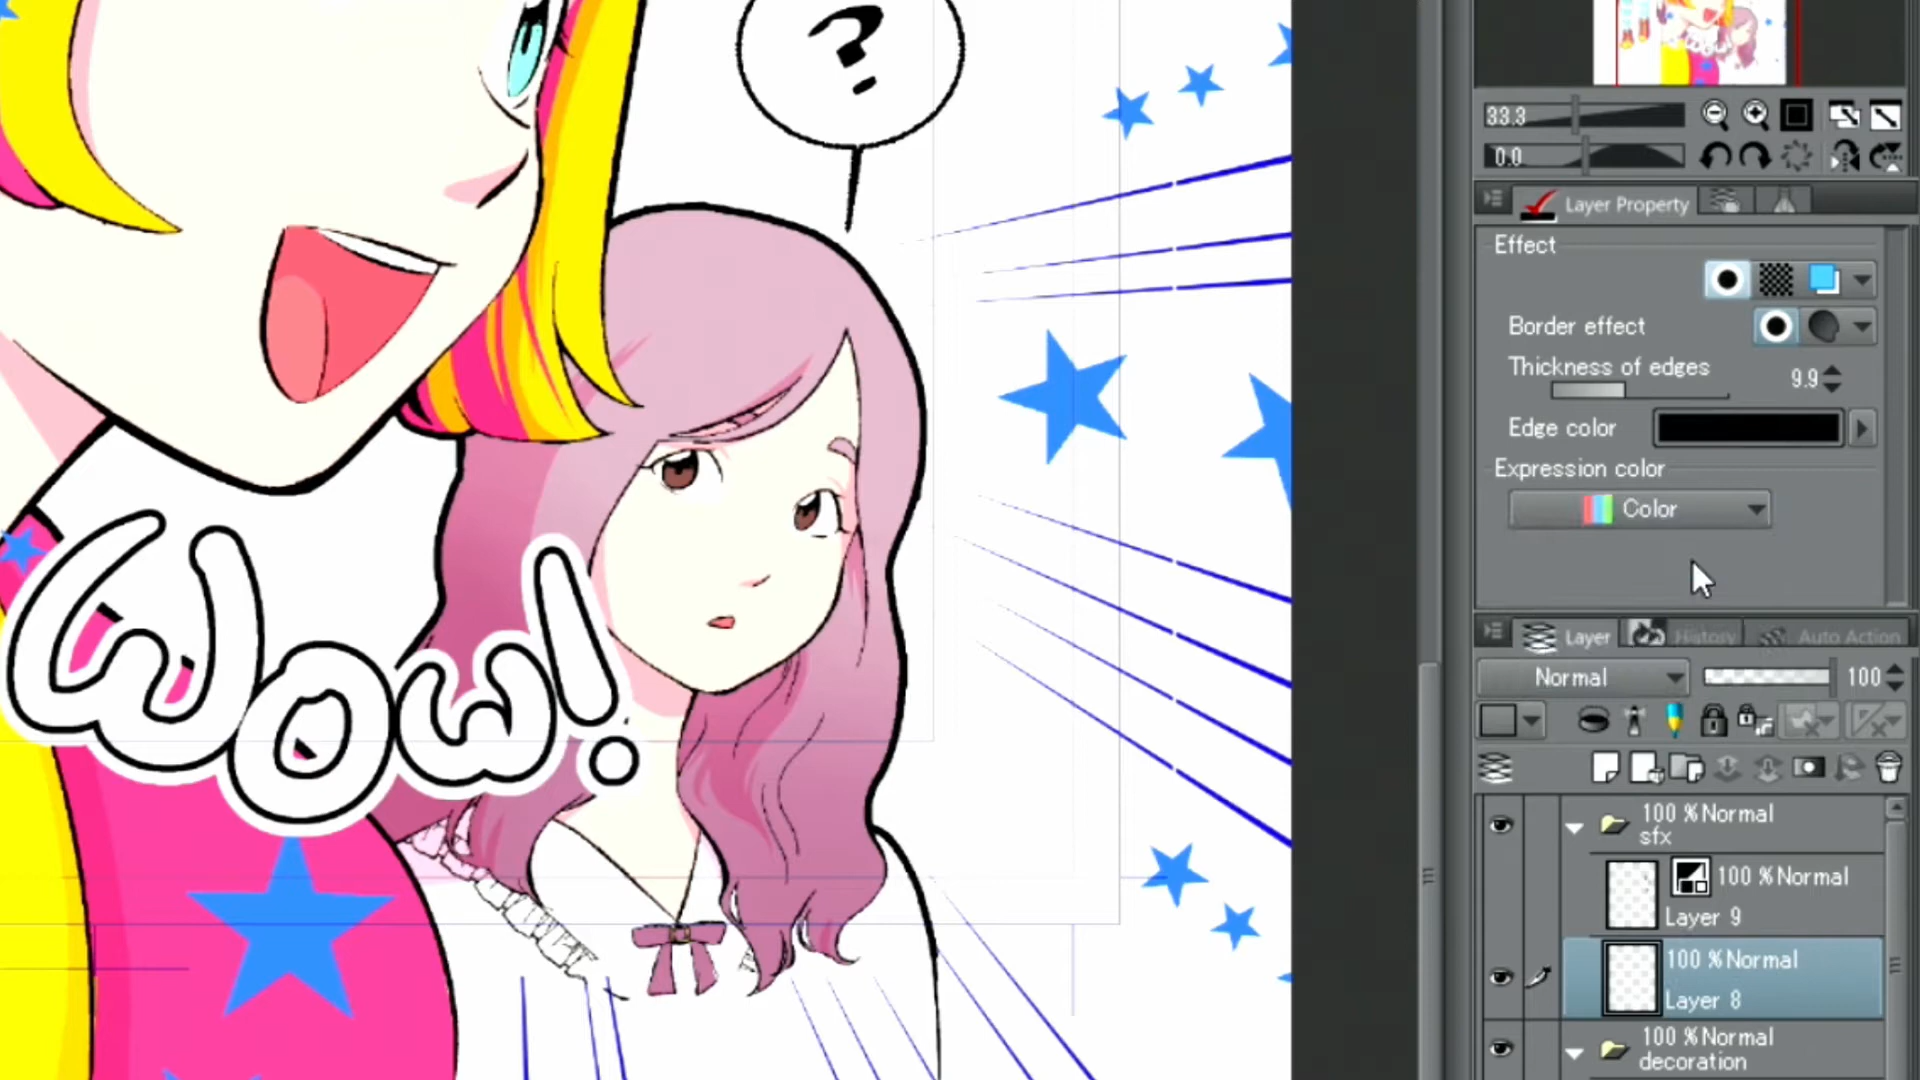 ?
33.3
0.0
Layer Property
Effect
Border effect
Thickness of edges
9.9
Edge color
Expression color
Color
Wow!
Layer
History
Auto Action
Normal
100
100 %Normal
sfx
100 %Normal
Layer 9
100 %Normal
Layer 8
100 %Normal
decoration